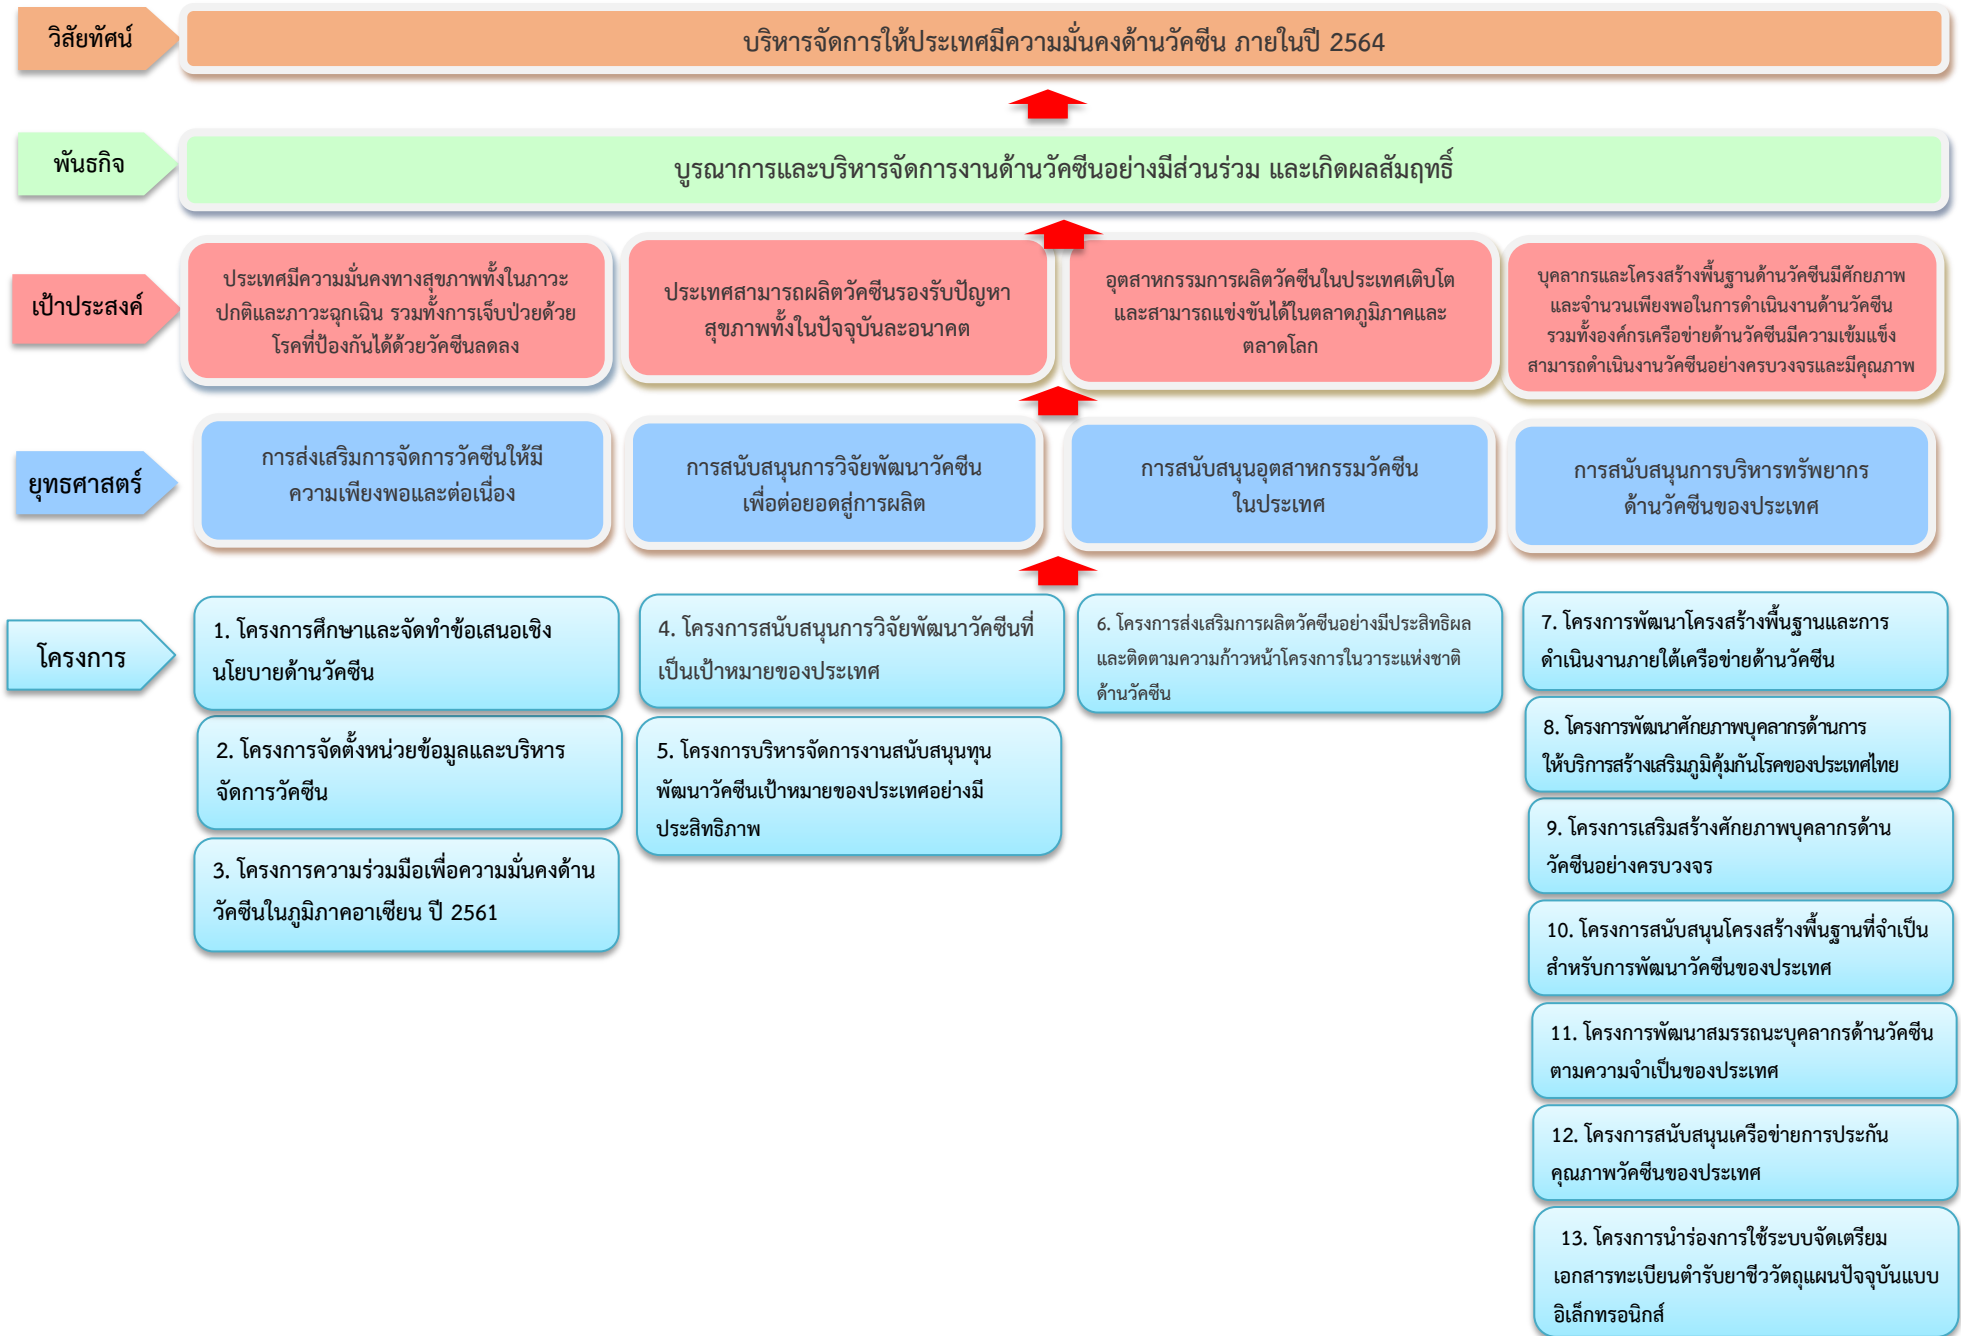 วิสัยทัศน์
บริหารจัดการให้ประเทศมีความมั่นคงด้านวัคซีน ภายในปี 2564
พันธกิจ
บูรณาการและบริหารจัดการงานด้านวัคซีนอย่างมีส่วนร่วม และเกิดผลสัมฤทธิ์
เป้าประสงค์
ประเทศมีความมั่นคงทางสุขภาพทั้งในภาวะ
ปกติและภาวะฉุกเฉิน รวมทั้งการเจ็บป่วยด้วย
โรคที่ป้องกันได้ด้วยวัคซีนลดลง
ประเทศสามารถผลิตวัคซีนรองรับปัญหา
สุขภาพทั้งในปัจจุบันละอนาคต
อุตสาหกรรมการผลิตวัคซีนในประเทศเติบโต
และสามารถแข่งขันได้ในตลาดภูมิภาคและ
ตลาดโลก
บุคลากรและโครงสร้างพื้นฐานด้านวัคซีนมีศักยภาพ
และจำนวนเพียงพอในการดำเนินงานด้านวัคซีน
รวมทั้งองค์กรเครือข่ายด้านวัคซีนมีความเข้มแข็ง
สามารถดำเนินงานวัคซีนอย่างครบวงจรและมีคุณภาพ
ยุทธศาสตร์
การส่งเสริมการจัดการวัคซีนให้มี
ความเพียงพอและต่อเนื่อง
การสนับสนุนการวิจัยพัฒนาวัคซีน
เพื่อต่อยอดสู่การผลิต
การสนับสนุนอุตสาหกรรมวัคซีน
ในประเทศ
การสนับสนุนการบริหารทรัพยากร
ด้านวัคซีนของประเทศ
โครงการ
1. โครงการศึกษาและจัดทำข้อเสนอเชิง
นโยบายด้านวัคซีน
2. โครงการจัดตั้งหน่วยข้อมูลและบริหาร
จัดการวัคซีน
3. โครงการความร่วมมือเพื่อความมั่นคงด้าน
วัคซีนในภูมิภาคอาเซียน ปี 2561
4. โครงการสนับสนุนการวิจัยพัฒนาวัคซีนที่
เป็นเป้าหมายของประเทศ
5. โครงการบริหารจัดการงานสนับสนุนทุน
พัฒนาวัคซีนเป้าหมายของประเทศอย่างมี
ประสิทธิภาพ
6. โครงการส่งเสริมการผลิตวัคซีนอย่างมีประสิทธิผล
และติดตามความก้าวหน้าโครงการในวาระแห่งชาติ
ด้านวัคซีน
7. โครงการพัฒนาโครงสร้างพื้นฐานและการ
ดำเนินงานภายใต้เครือข่ายด้านวัคซีน
8. โครงการพัฒนาศักยภาพบุคลากรด้านการ
ให้บริการสร้างเสริมภูมิคุ้มกันโรคของประเทศไทย
9. โครงการเสริมสร้างศักยภาพบุคลากรด้าน
วัคซีนอย่างครบวงจร
10. โครงการสนับสนุนโครงสร้างพื้นฐานที่จำเป็น
สำหรับการพัฒนาวัคซีนของประเทศ
11. โครงการพัฒนาสมรรถนะบุคลากรด้านวัคซีน
ตามความจำเป็นของประเทศ
12. โครงการสนับสนุนเครือข่ายการประกัน
คุณภาพวัคซีนของประเทศ
13. โครงการนำร่องการใช้ระบบจัดเตรียม
เอกสารทะเบียนตำรับยาชีววัตถุแผนปัจจุบันแบบ
อิเล็กทรอนิกส์